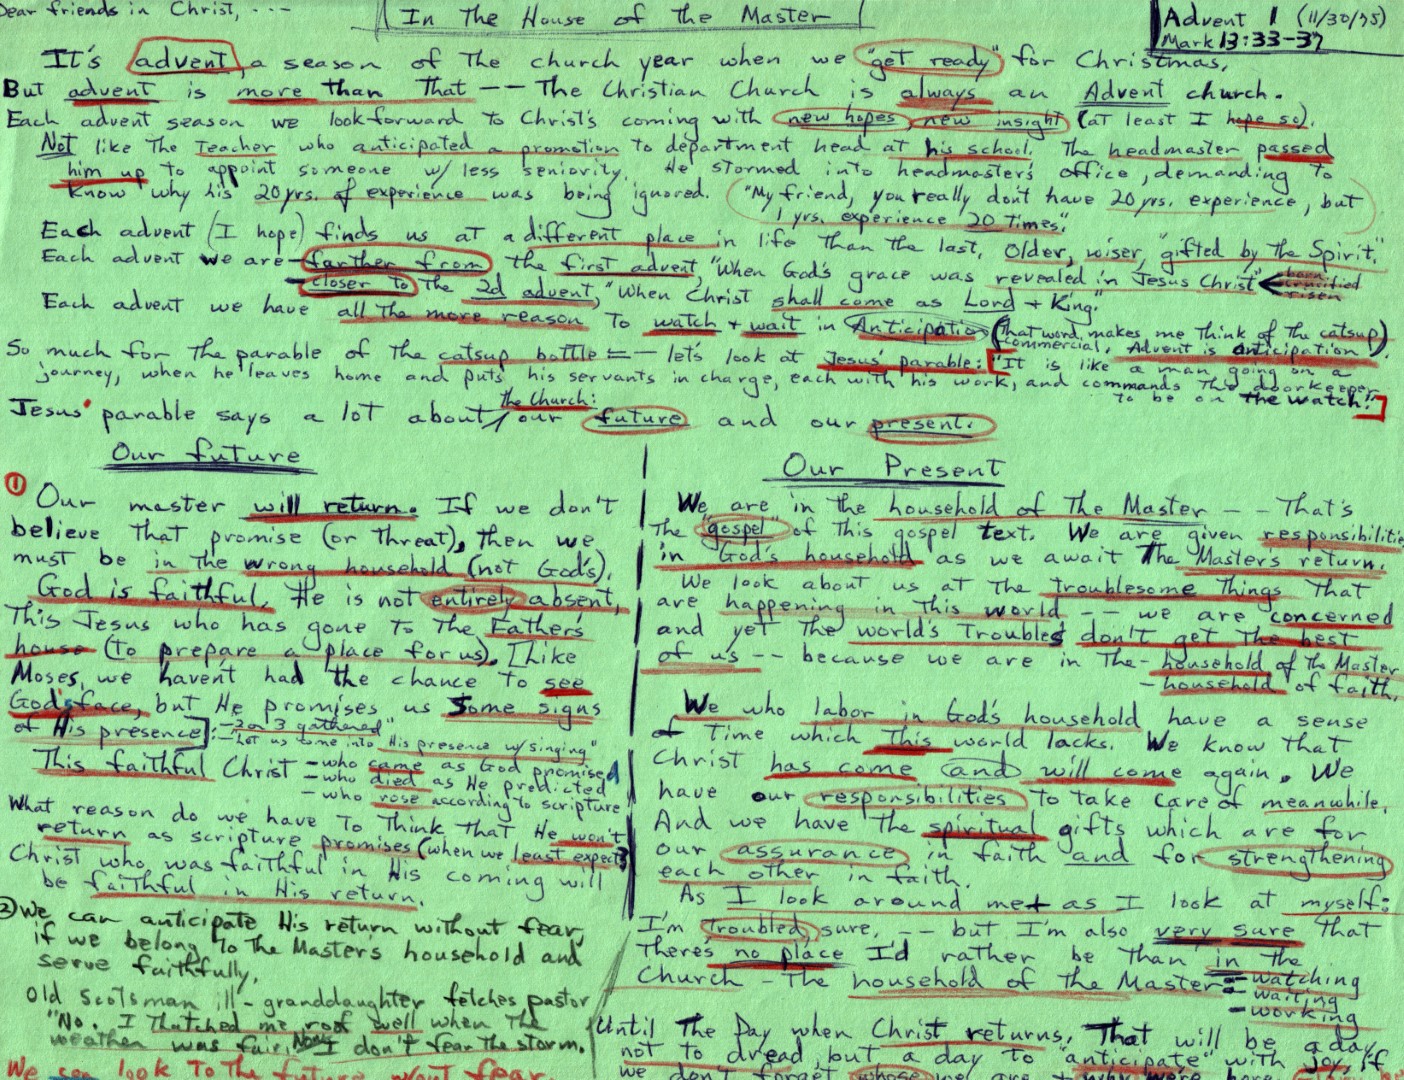 Dear friends in Christ, ---
In The House of the Master
Advent 1 (11/30/75)
Mark 13:33-37
It's advent, a season of the church year when we "get ready" for Christmas,
But advent is more than That -- The Christian Church is always an Advent church.
Each advent season we look forward to Christ's coming with new hopes, new insight (at least I hope so).
Not like The Teacher who anticipated a promotion to department head at his school. The headmaster passed
him up to appoint someone w/ less seniority. He stormed into headmaster's office, demanding to
know why his 20 yrs. of experience was being ignored. "My friend, you really don't have 20 yrs. experience, but
1 yrs. experience 20 Times."
Each advent (I hope) finds us at a different place in life Than the last. Older, wiser, "gifted by the Spirit."
Each advent we are farther from the first advent, "When God's grace was revealed in Jesus Christ" born
crucified
risen
closer to The 2d advent, "When Christ shall come as Lord + King."
Each advent we have all The more reason To watch + wait in Anticipation (That word makes me Think of The catsup)
commercial. Advent is anticipation
So much for The parable of The catsup bottle -- let's look at Jesus' parable: "It is like a man going on a
journey, when he leaves home and puts his servants in charge, each with his work, and commands The doorkeeper
to be on The watch."
Jesus' parable says a lot about The Church: our future and our present.
Our future
① Our master will return. If we don't
believe That promise (or Threat), Then we
must be in the wrong household (not God's).
God is faithful. He is not entirely absent,
This Jesus who has gone to The Father's
house (to prepare a place for us). [Like
Moses, we haven't had the chance to see
God's face, but He promises us some signs
of His presence]: - 2 or 3 gathered"
- Let us come into His presence w/ singing"
This faithful Christ - who came as God promised
- who died as He predicted
- who rose according to scripture
What reason do we have To Think That He won't
return as scripture promises (when we least expect)
Christ who was faithful in His coming will
be faithful in His return.
② We can anticipate His return without fear,
if we belong To The Master's household and
serve faithfully.
Old Scotsman ill - granddaughter fetches pastor
"No. I Thatched me roof well when The
weather was fair. Now I don't fear The storm.
We can look To The future w/out fear.
Our Present
We are in the household of The Master -- That's
The "gospel" of This gospel text. We are given responsibilitie
in God's household as we await The Master's return.
We look about us at The Troublesome Things That
are happening in This world -- we are concerned
and yet The world's Troubles don't get The best
of us -- because we are in The - household of The Master
- household of faith.
We who labor in God's household have a sense
of Time which This world lacks. We know that
Christ has come and will come again. We
have our responsibilities To take care of meanwhile.
And we have The spiritual gifts which are for
our assurance in faith and for strengthening
each other in faith.
As I look around me + as I look at myself:
I'm Troubled, sure, -- but I'm also very sure That
There's no place I'd rather be Than in the
Church - The household of the Master - watching
- waiting
- working
Until The Day when Christ returns. That will be a day
not to dread, but a day to "anticipate" with joy, if
we don't forget whose we are + why we're here